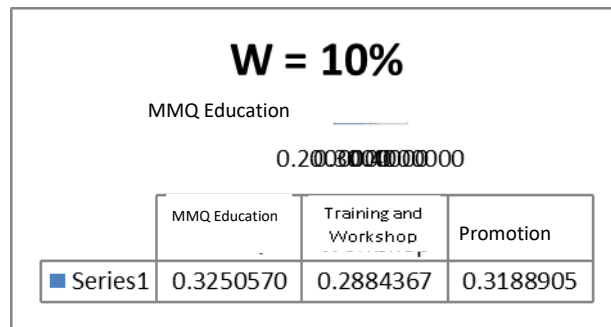 W = 10%
MMQ Education
MMQ Education
Training and
Workshop
Promotion
Series1 0.3250570 0.2884367 0.3188905